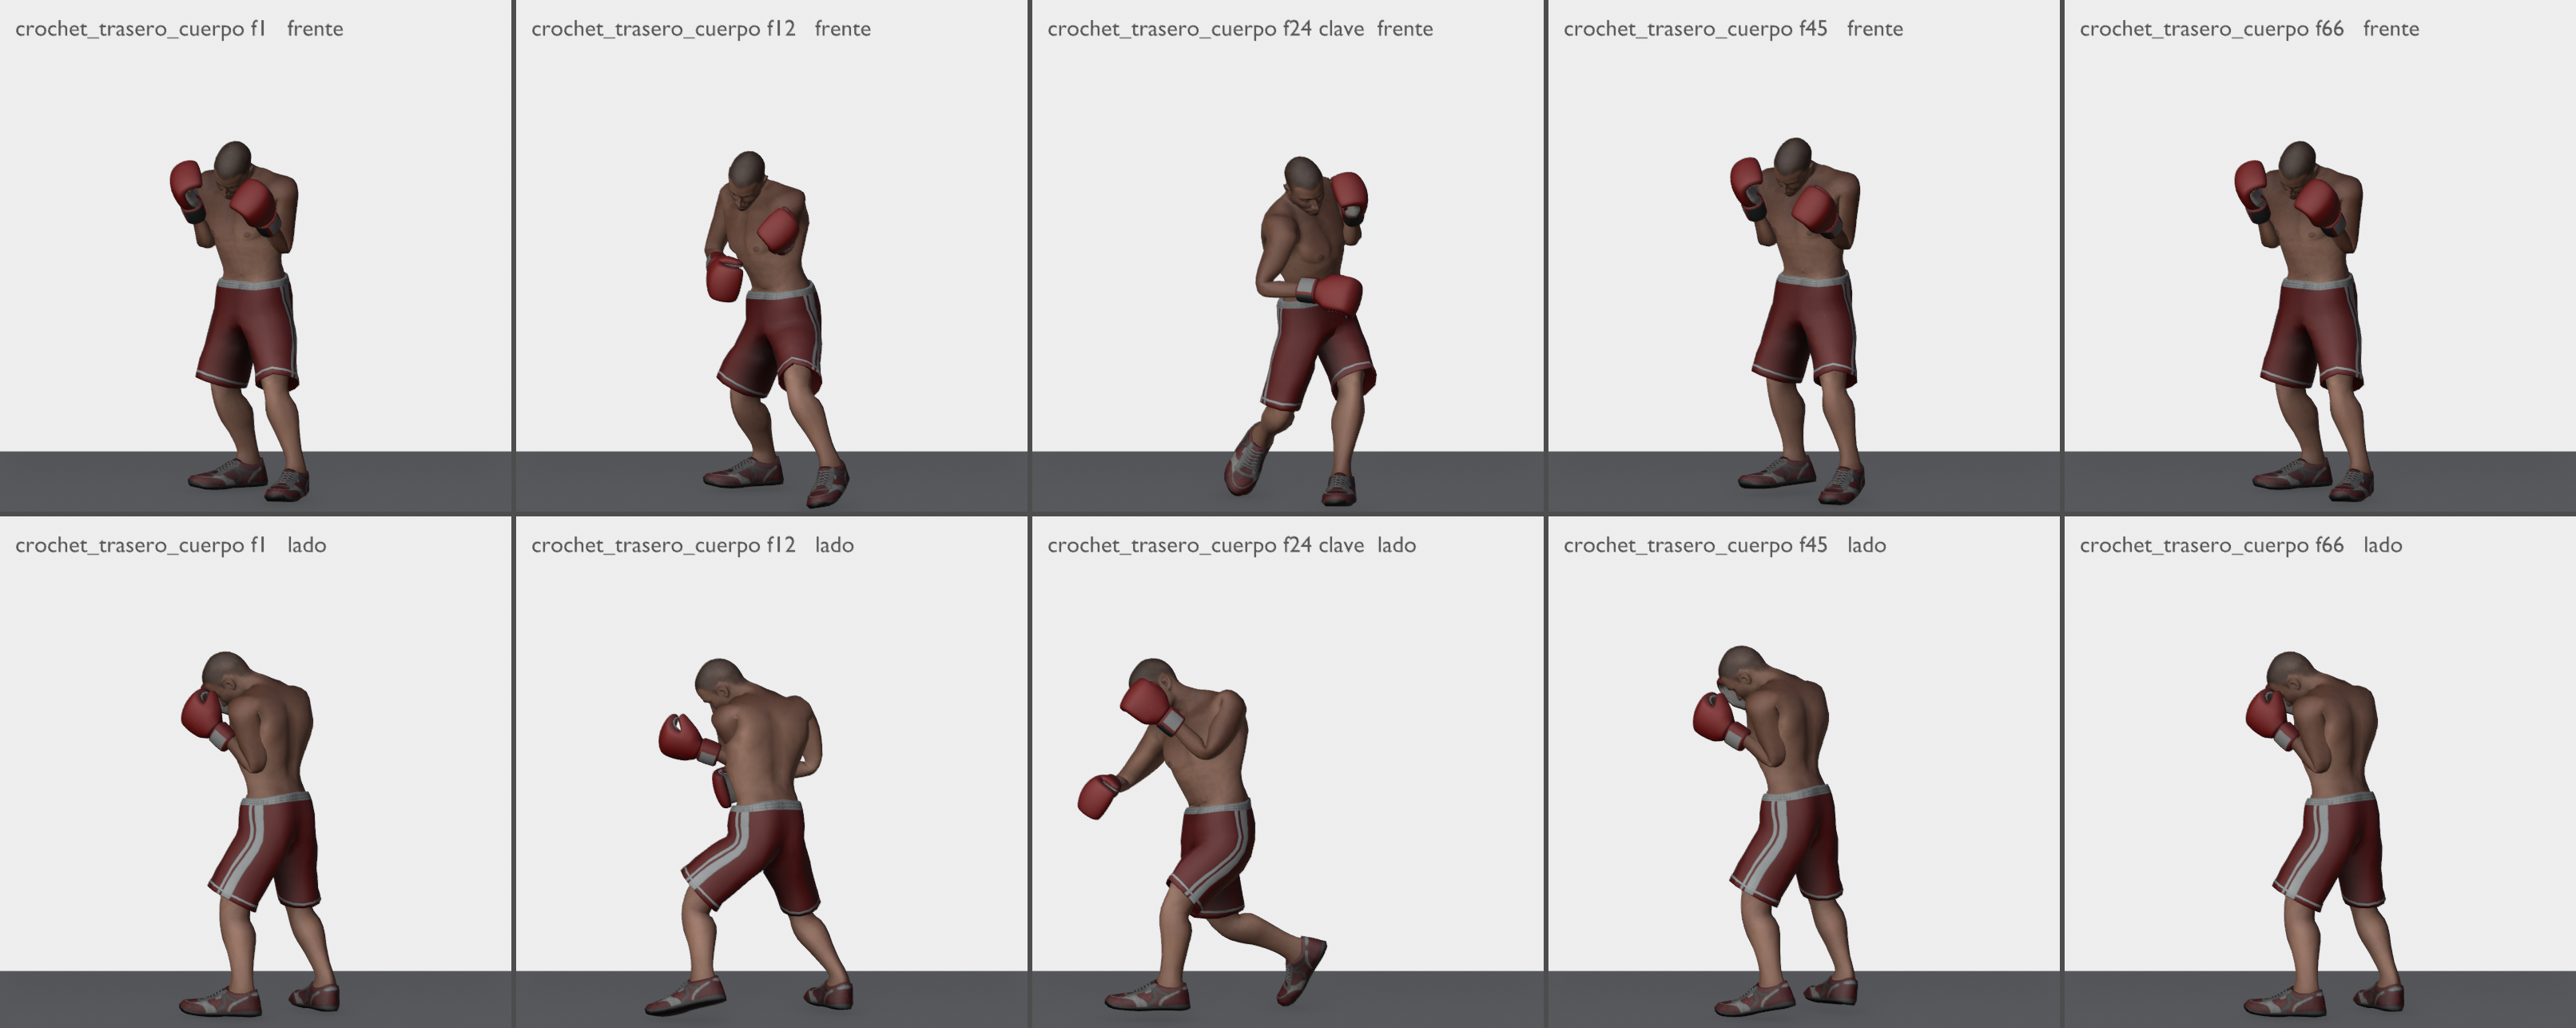 crochet_trasero_cuerpo f1 frente
crochet_trasero_cuerpo f12 frente
crochet_trasero_cuerpo f24 clave frente
crochet_trasero_cuerpo f45 frente
crochet_trasero_cuerpo f66 frente
crochet_trasero_cuerpo f1 lado
crochet_trasero_cuerpo f12 lado
crochet_trasero_cuerpo f24 clave lado
crochet_trasero_cuerpo f45 lado
crochet_trasero_cuerpo f66 lado